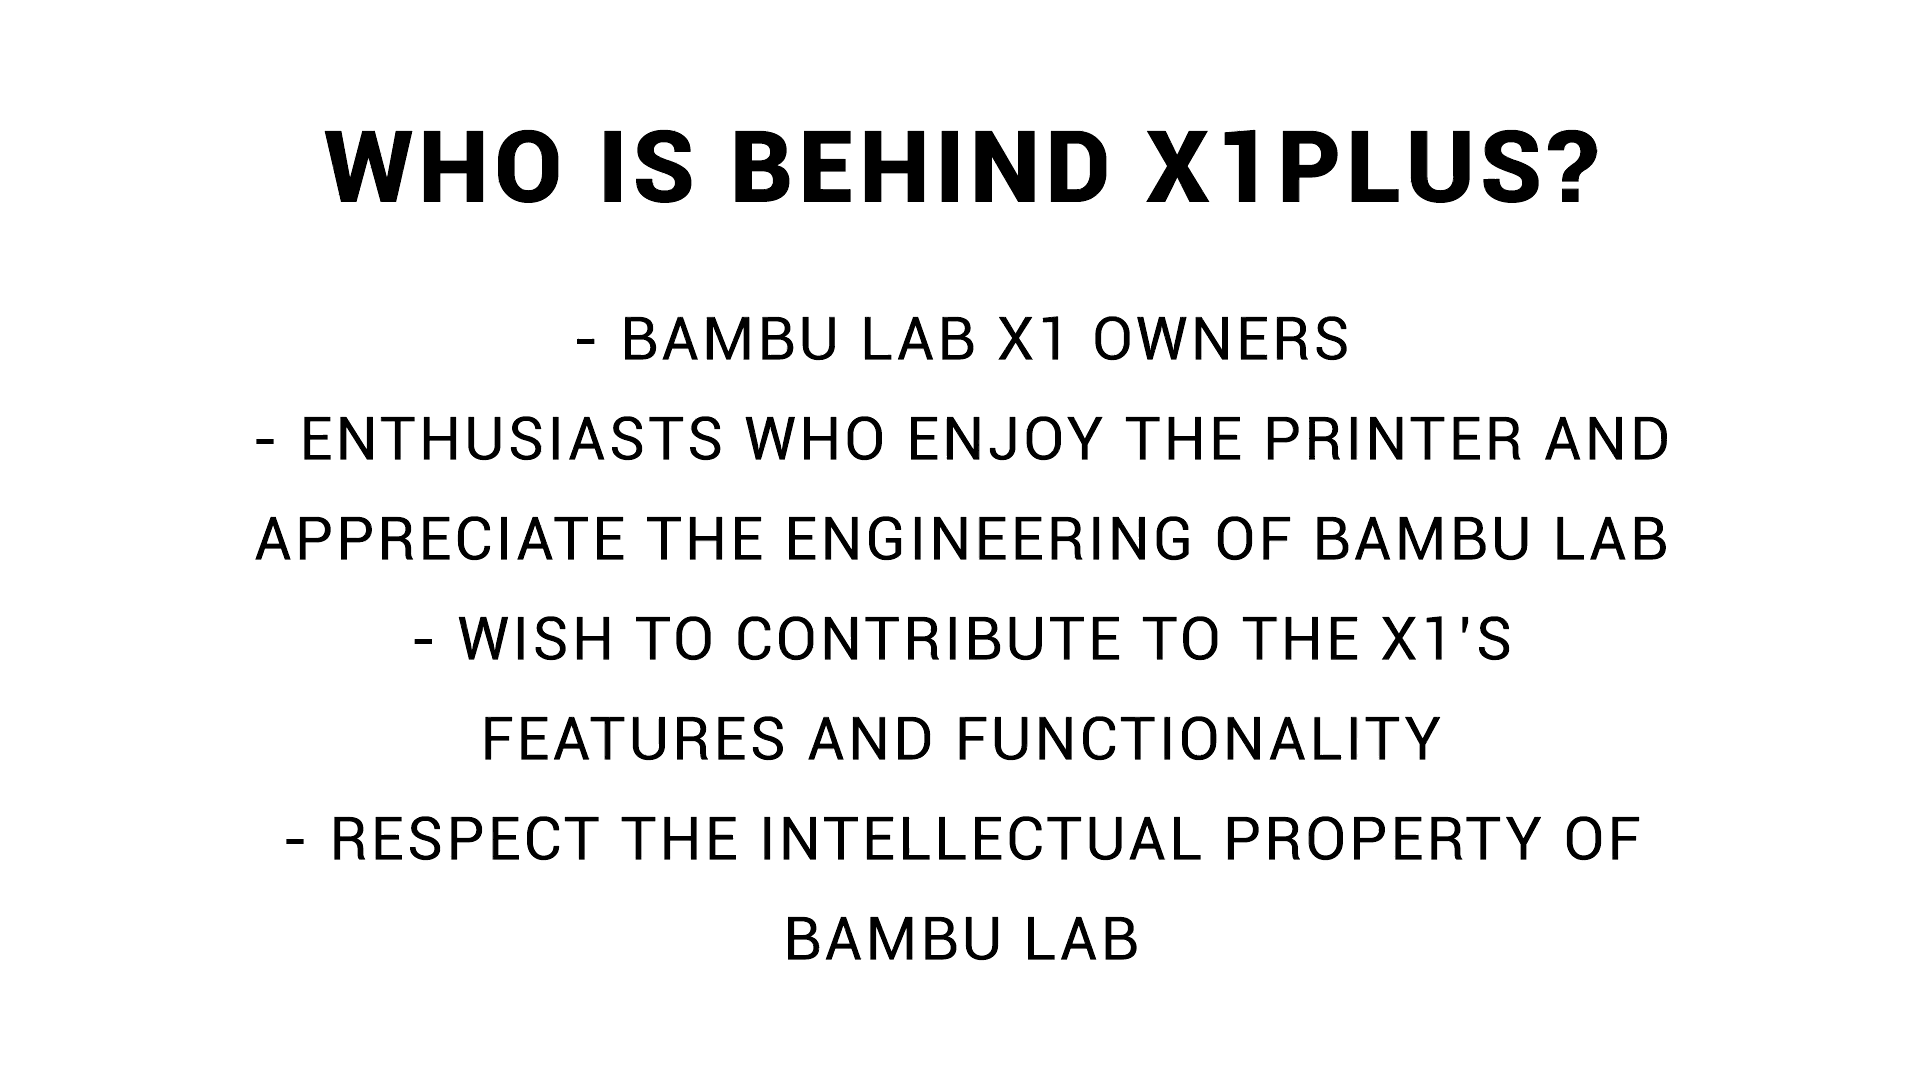 WHO IS BEHIND X1PLUS?
- BAMBU LAB X1 OWNERS
- ENTHUSIASTS WHO ENJOY THE PRINTER AND
APPRECIATE THE ENGINEERING OF BAMBU LAB
- WISH TO CONTRIBUTE TO THE X1'S
FEATURES AND FUNCTIONALITY
- RESPECT THE INTELLECTUAL PROPERTY OF
BAMBU LAB